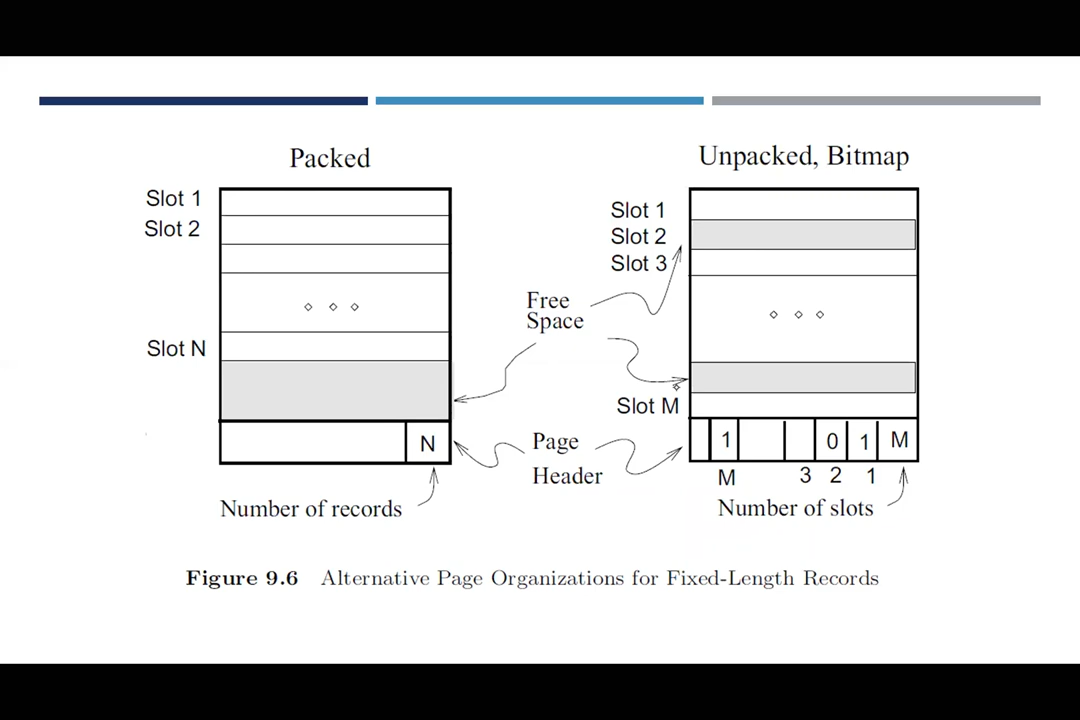 Packed
Slot 1
Slot 2
Slot N
N
Number of records
Free
Space
Page
Header
Unpacked, Bitmap
Slot 1
Slot 2
Slot 3
Slot M
1 0 1 M
M 3 2 1
Number of slots
Figure 9.6 Alternative Page Organizations for Fixed-Length Records